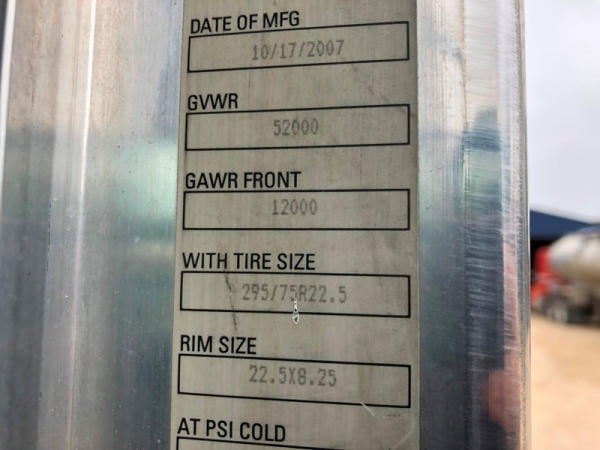 DATE OF MFG
10/17/2007
GVWR
52000
GAWR FRONT
12000
WITH TIRE SIZE
295/75R22.5
RIM SIZE
22.5X8.25
AT PSI COLD